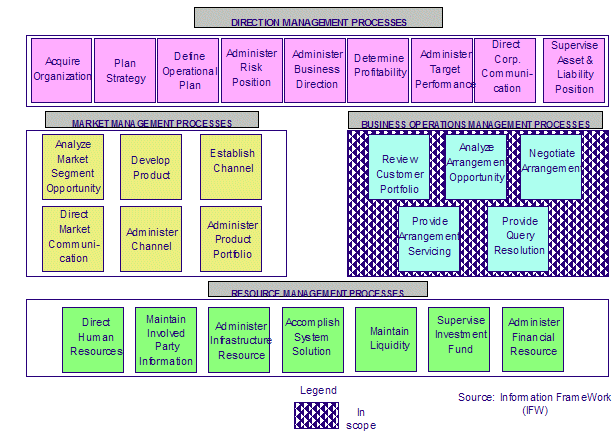 DIRECTION MANAGEMENT PROCESSES
Acquire
Organization
Plan
Strategy
Define
Operational
Plan
Administer
Risk
Position
Administer
Business
Direction
Determine
Profitability
Administer
Target
Performance
Direct
Corp.
Communi-
cation
Supervise
Asset &
Liability
Position
MARKET MANAGEMENT PROCESSES
Analyze
Market
Segment
Opportunity
Develop
Product
Establish
Channel
Direct
Market
Communi-
cation
Administer
Channel
Administer
Product
Portfolio
BUSINESS OPERATIONS MANAGEMENT PROCESSES
Review
Customer
Portfolio
Analyze
Arrangement
Opportunity
Negotiate
Arrangement
Provide
Arrangement
Servicing
Provide
Query
Resolution
RESOURCE MANAGEMENT PROCESSES
Direct
Human
Resources
Maintain
Involved
Party
Information
Administer
Infrastructure
Resource
Accomplish
System
Solution
Maintain
Liquidity
Supervise
Investment
Fund
Administer
Financial
Resource
Legend
In
scope
Source: Information FrameWork
(IFW)